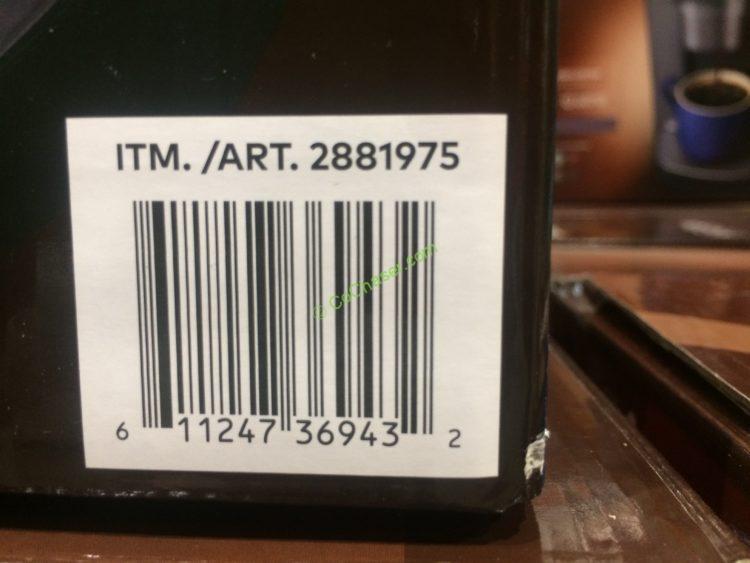 ITM. /ART. 2881975
© CoChaser.com
6 11247 36943 2